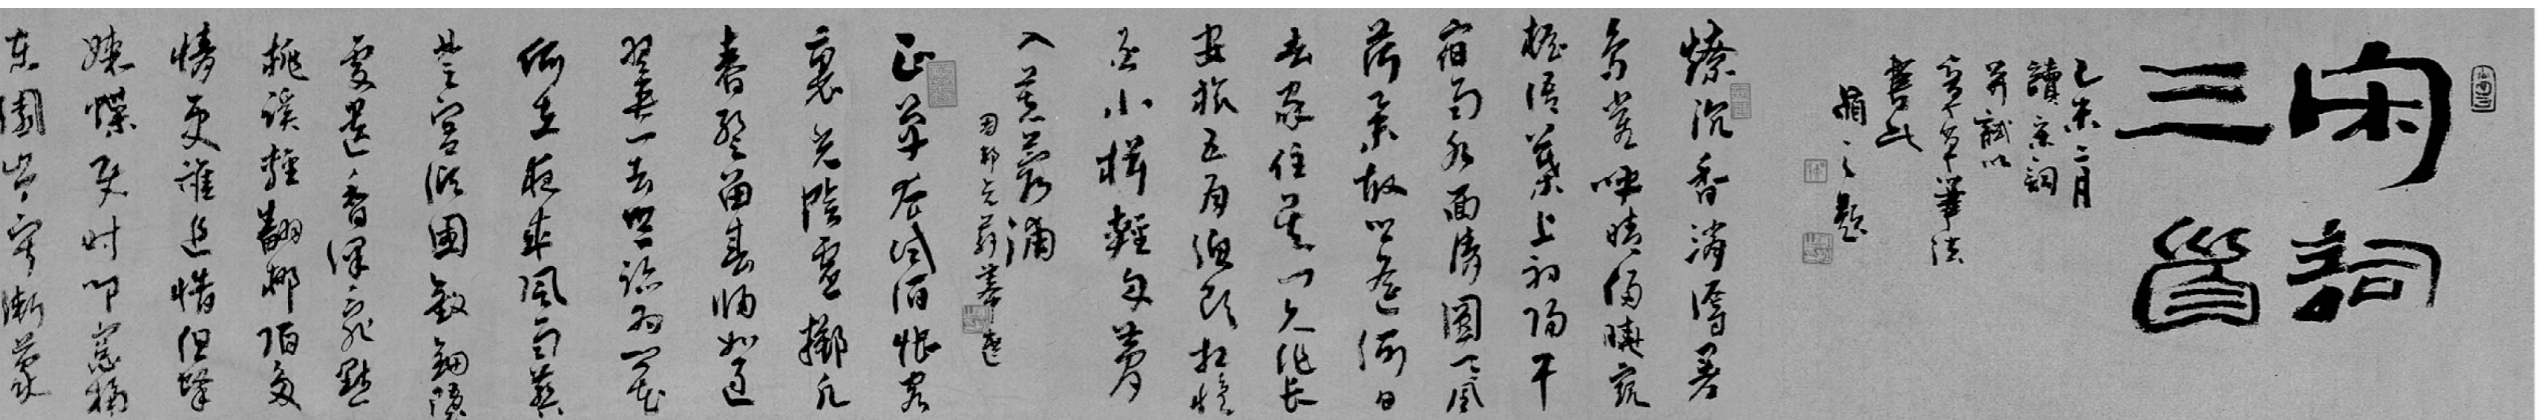 宋詞
三首
乙未二月
讀宋詞
并試以
草筆法
書此
題
燎沉香消溽暑
鳥雀呼晴侵曉窺
檐語葉上初陽干
宿雨水面清圓一一風
荷舉故鄉遙何日
去家住吳門久作長
安旅五月漁郎相憶
否小楫輕舟夢
入芙蓉浦
周邦彥蘇幕遮
正單衣試酒恨客
裏光陰虛擲願
春暫留春歸如過
翼一去無跡為問花
何在夜來風雨葬
楚宮傾國釵鈿墮
處遺香澤亂點
桃蹊輕翻柳陌多
情更誰追惜但蜂
媒蝶使時叩窗槅
東園岑寂漸蒙